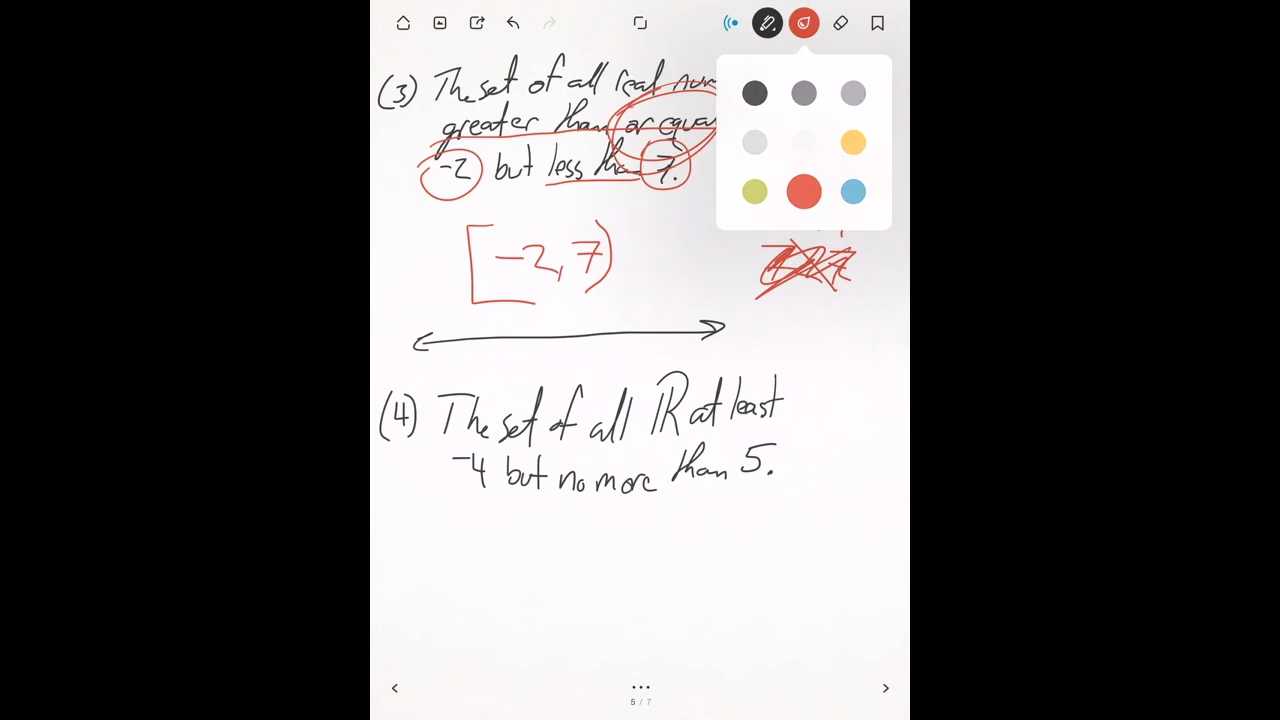 (3) The set of all real
greater than or equal
-2 but less than 7.
[-2, 7)
(4) The set of all ℝ at least
-4 but no more than 5.
5 / 7